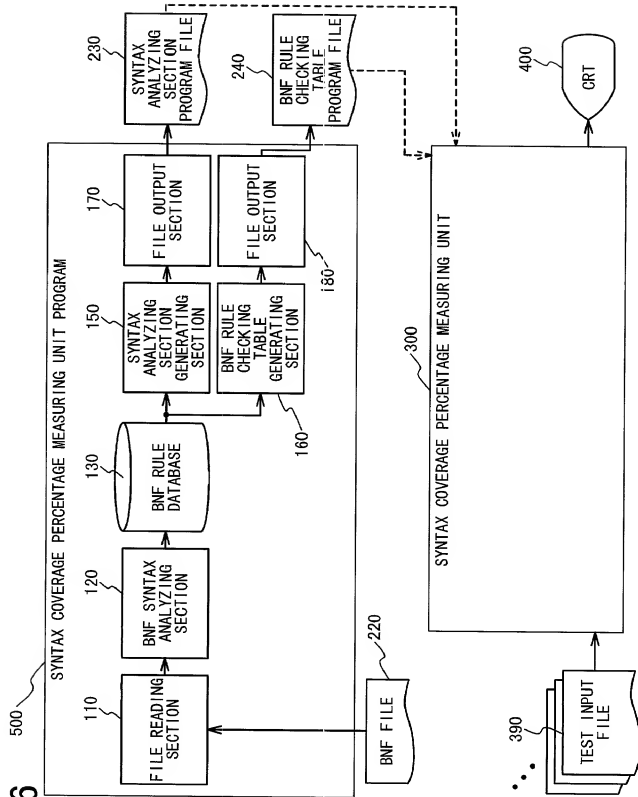 6
500
SYNTAX COVERAGE PERCENTAGE MEASURING UNIT PROGRAM
110
FILE READING
SECTION
120
BNF SYNTAX
ANALYZING
SECTION
130
BNF RULE
DATABASE
150
SYNTAX
ANALYZING
SECTION
GENERATING
SECTION
170
FILE OUTPUT
SECTION
230
SYNTAX
ANALYZING
SECTION
PROGRAM FILE
160
BNF RULE
CHECKING
TABLE
GENERATING
SECTION
180
FILE OUTPUT
SECTION
240
BNF RULE
CHECKING
TABLE
PROGRAM FILE
220
BNF FILE
390
TEST INPUT
FILE
300
SYNTAX COVERAGE PERCENTAGE MEASURING UNIT
400
CRT